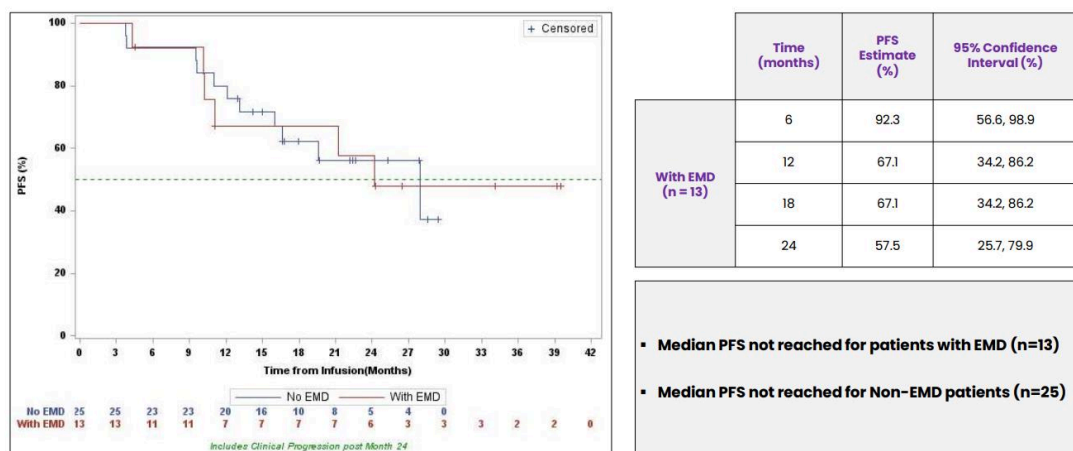 100
80
60
40
20
0
PFS (%)
+ Censored
0 3 6 9 12 15 18 21 24 27 30 33 36 39 42
Time from Infusion(Months)
No EMD With EMD
No EMD 25 25 23 23 20 16 10 8 5 4 0
With EMD 13 13 11 11 7 7 7 7 6 3 3 3 2 2 0
Includes Clinical Progression post Month 24
Time (months) PFS Estimate (%) 95% Confidence Interval (%)
With EMD (n = 13)
6 92.3 56.6, 98.9
12 67.1 34.2, 86.2
18 67.1 34.2, 86.2
24 57.5 25.7, 79.9
▪ Median PFS not reached for patients with EMD (n=13)
▪ Median PFS not reached for Non-EMD patients (n=25)